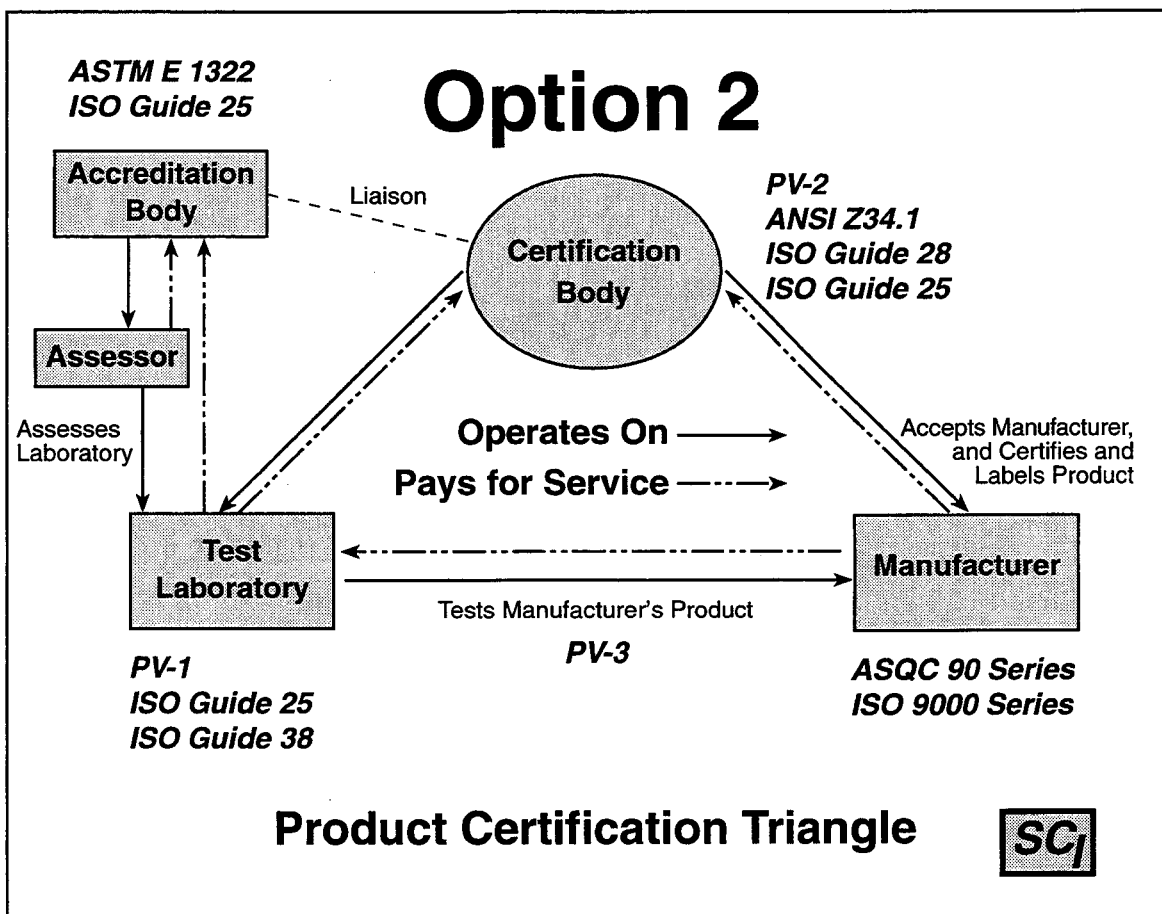 ASTM E 1322
ISO Guide 25
Option 2
Accreditation
Body
Liaison
Certification
Body
PV-2
ANSI Z34.1
ISO Guide 28
ISO Guide 25
Assessor
Assesses
Laboratory
Operates On
Pays for Service
Accepts Manufacturer,
and Certifies and
Labels Product
Test
Laboratory
Manufacturer
Tests Manufacturer's Product
PV-3
PV-1
ISO Guide 25
ISO Guide 38
ASQC 90 Series
ISO 9000 Series
Product Certification Triangle
SCI